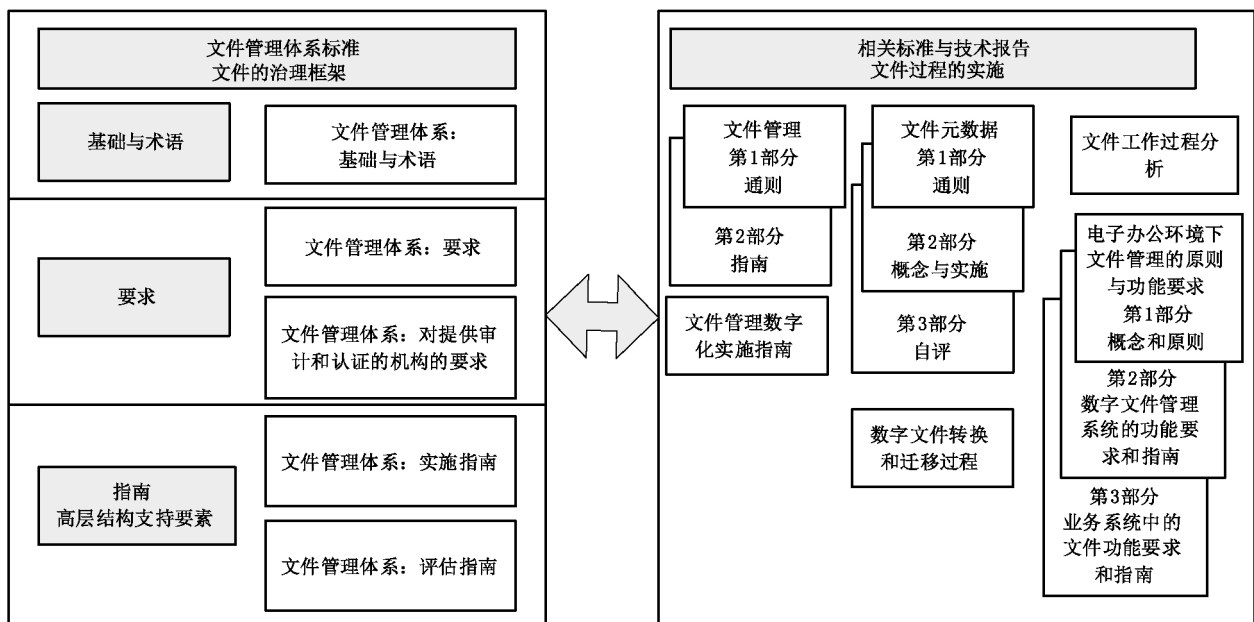 文件管理体系标准
文件的治理框架
基础与术语
文件管理体系：
基础与术语
要求
文件管理体系：要求
文件管理体系：对提供审
计和认证的机构的要求
指南
高层结构支持要素
文件管理体系：实施指南
文件管理体系：评估指南
相关标准与技术报告
文件过程的实施
文件管理
第1部分
通则
第2部分
指南
文件管理数字
化实施指南
文件元数据
第1部分
通则
第2部分
概念与实施
第3部分
自评
数字文件转换
和迁移过程
文件工作过程分
析
电子办公环境下
文件管理的原则
与功能要求
第1部分
概念和原则
第2部分
数字文件管理
系统的功能要
求和指南
第3部分
业务系统中的
文件功能要求
和指南